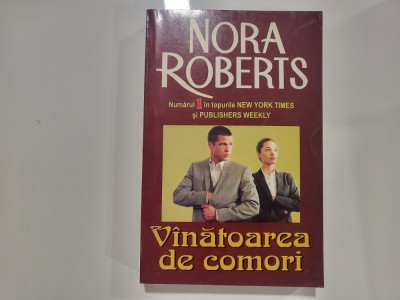 NORA
ROBERTS
Numărul 1 în topurile NEW YORK TIMES
și PUBLISHERS WEEKLY
Vînătoarea
de comori